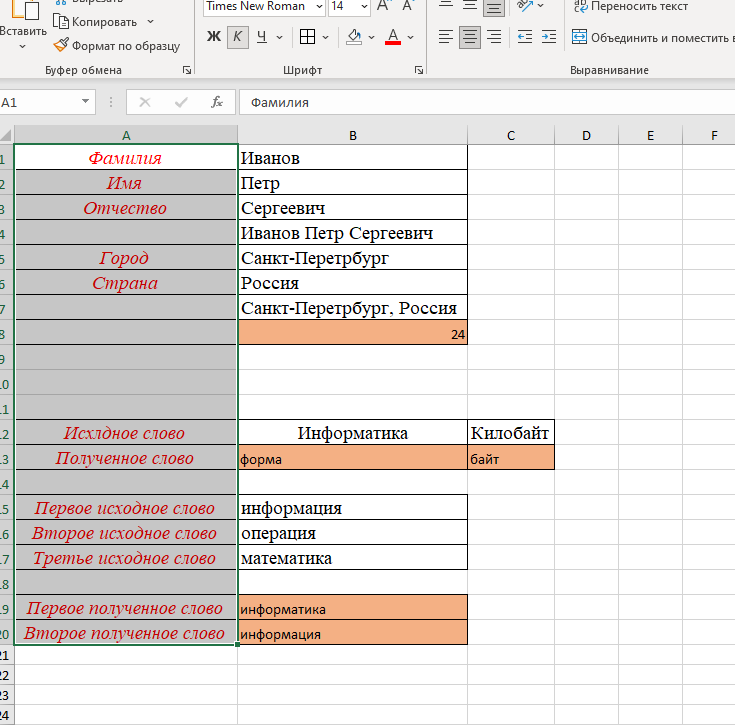 Вырезать
Вставить
Копировать
Формат по образцу
Буфер обмена
Times New Roman 14 A A
Ж К Ч А
Шрифт
Переносить текст
Объединить и поместить в
Выравнивание
A1 fx Фамилия
A B C D E F
1 Фамилия Иванов
2 Имя Петр
3 Отчество Сергеевич
4 Иванов Петр Сергеевич
5 Город Санкт-Перетрбург
6 Страна Россия
7 Санкт-Перетрбург, Россия
8 24
9
10
11
12 Исхлдное слово Информатика Килобайт
13 Полученное слово форма байт
14
15 Первое исходное слово информация
16 Второе исходное слово операция
17 Третье исходное слово математика
18
19 Первое полученное слово информатика
20 Второе полученное слово информация
21
22
23
24